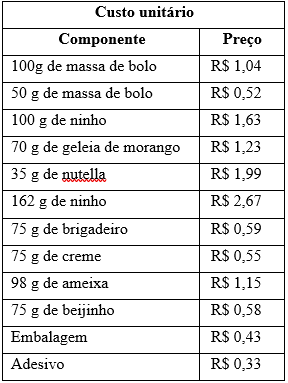 Custo unitário
Componente Preço
100g de massa de bolo R$ 1,04
50 g de massa de bolo R$ 0,52
100 g de ninho R$ 1,63
70 g de geleia de morango R$ 1,23
35 g de nutella R$ 1,99
162 g de ninho R$ 2,67
75 g de brigadeiro R$ 0,59
75 g de creme R$ 0,55
98 g de ameixa R$ 1,15
75 g de beijinho R$ 0,58
Embalagem R$ 0,43
Adesivo R$ 0,33